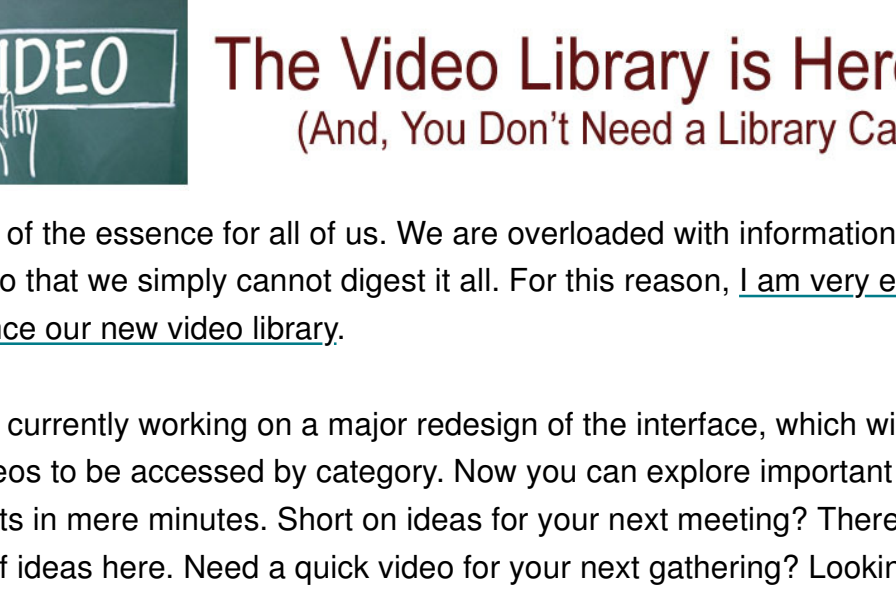 IDEO
The Video Library is Her
(And, You Don't Need a Library Ca
of the essence for all of us. We are overloaded with information
o that we simply cannot digest it all. For this reason, I am very e
nce our new video library.
currently working on a major redesign of the interface, which wi
eos to be accessed by category. Now you can explore important
ts in mere minutes. Short on ideas for your next meeting? There
f ideas here. Need a quick video for your next gathering? Lookin